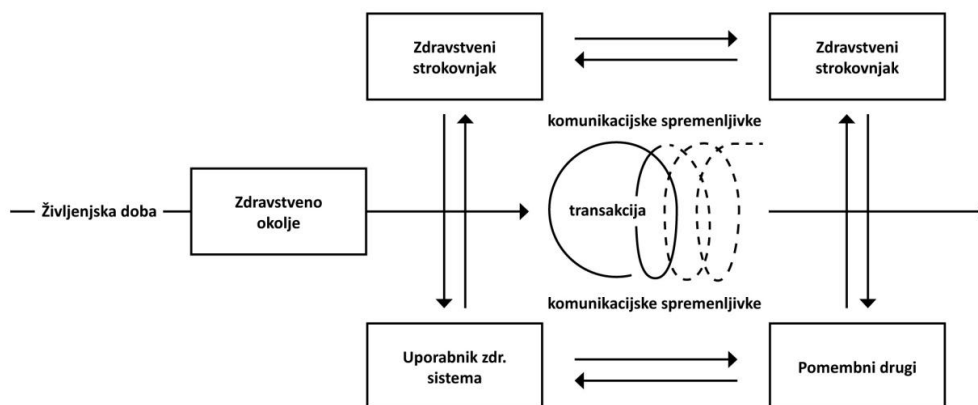 Zdravstveni
strokovnjak
Zdravstveni
strokovnjak
komunikacijske spremenljivke
Življenjska doba
Zdravstveno
okolje
transakcija
komunikacijske spremenljivke
Uporabnik zdr.
sistema
Pomembni drugi